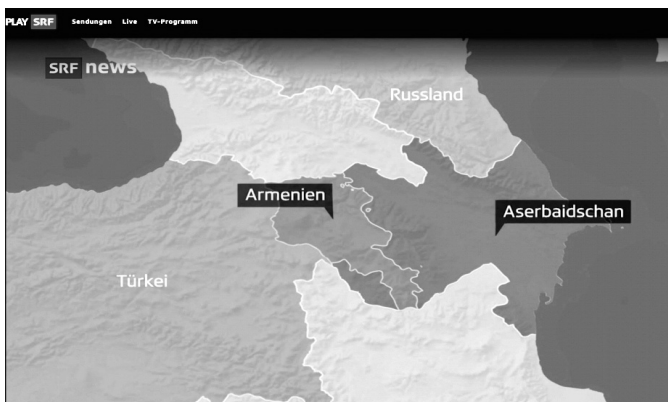 PLAY SRF Sendungen Live TV-Programm
SRF news
Russland
Armenien
Aserbaidschan
Türkei